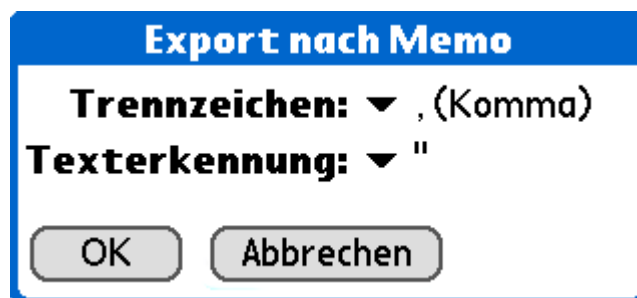 Export nach Memo
Trennzeichen: , (Komma)
Texterkennung: "
OK Abbrechen